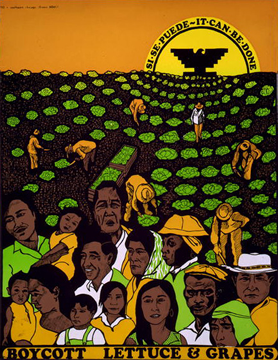 SI·SE·PUEDE~IT·CAN·BE·DONE
BOYCOTT LETTUCE & GRAPES